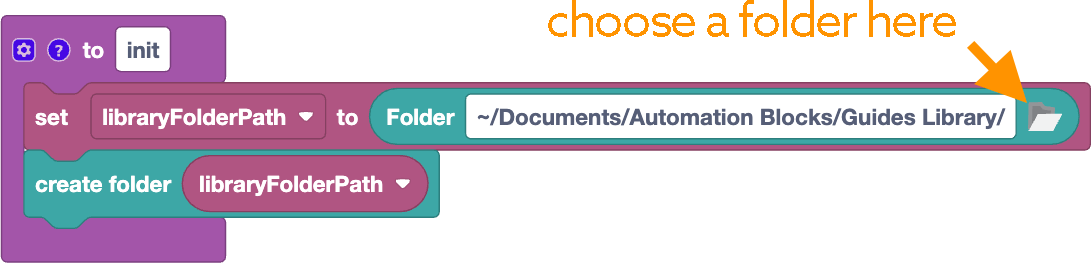 choose a folder here
? to init
set libraryFolderPath to Folder ~/Documents/Automation Blocks/Guides Library/
create folder libraryFolderPath